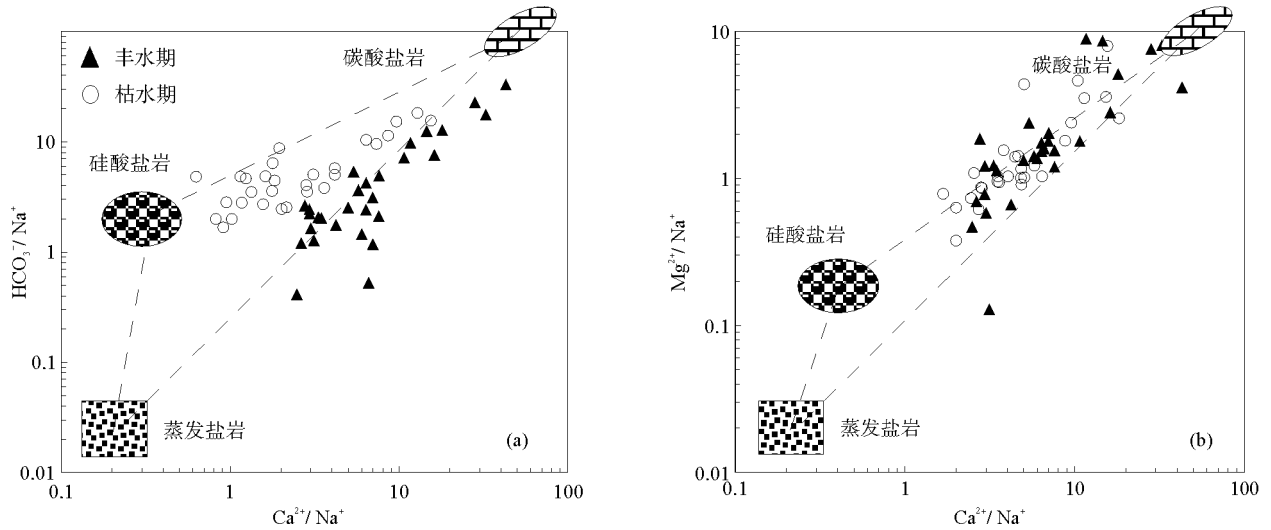 丰水期
枯水期
碳酸盐岩
硅酸盐岩
蒸发盐岩
(a)
10
1
0.1
0.01
0.1
1
10
100
HCO₃⁻/ Na⁺
Ca²⁺/ Na⁺
碳酸盐岩
硅酸盐岩
蒸发盐岩
(b)
10
1
0.1
0.01
0.1
1
10
100
Mg²⁺/ Na⁺
Ca²⁺/ Na⁺